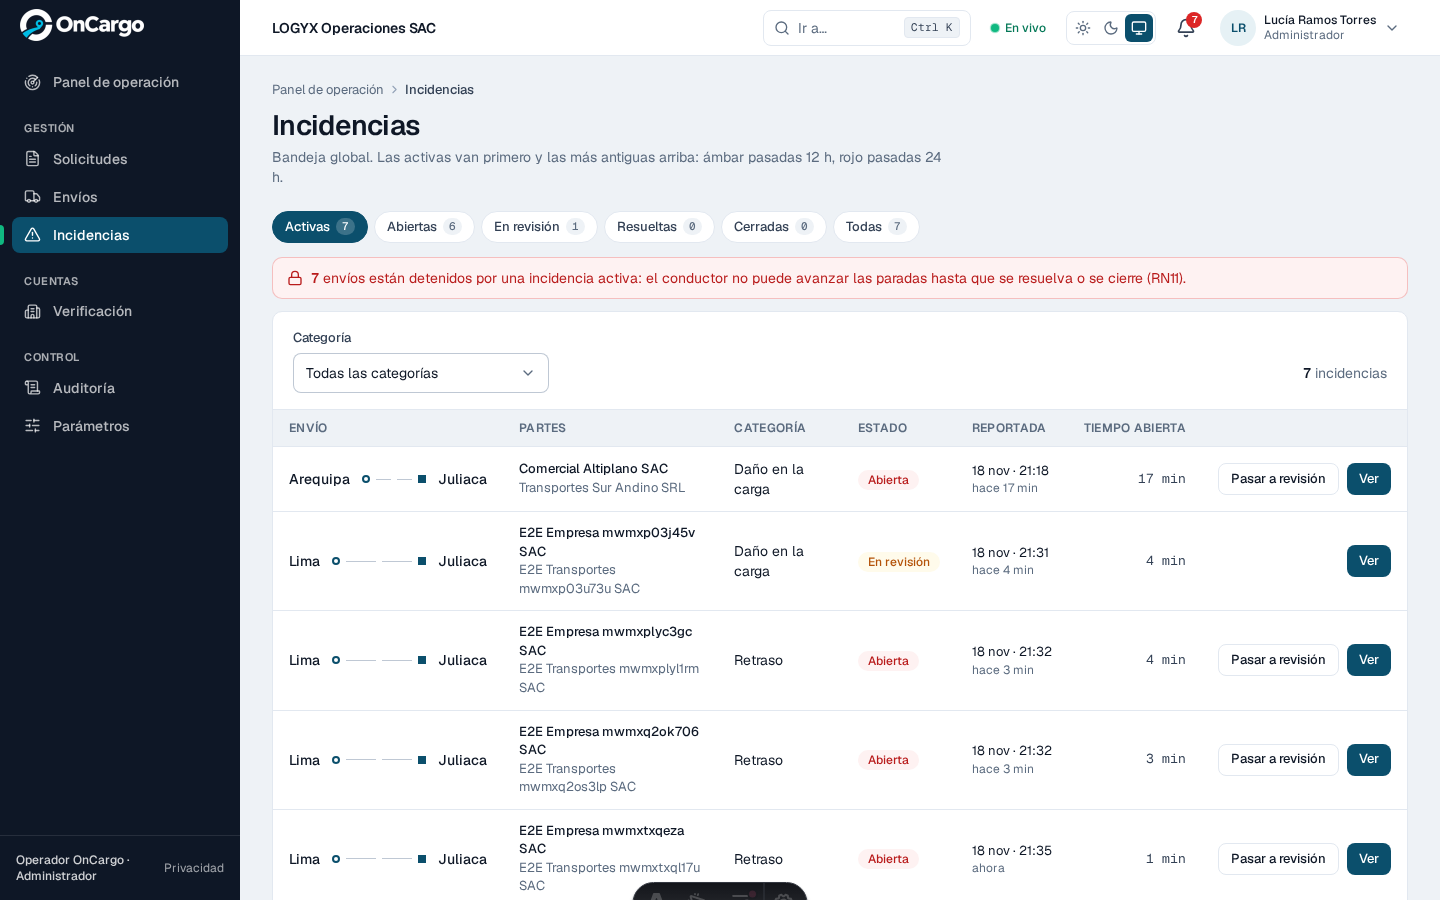 OnCargo
LOGYX Operaciones SAC
Ir a...
Ctrl K
En vivo
7
LR
Lucía Ramos Torres
Administrador
Panel de operación
GESTIÓN
Solicitudes
Envíos
Incidencias
CUENTAS
Verificación
CONTROL
Auditoría
Parámetros
Operador OnCargo ·
Administrador
Privacidad
Panel de operación > Incidencias
Incidencias
Bandeja global. Las activas van primero y las más antiguas arriba: ámbar pasadas 12 h, rojo pasadas 24
h.
Activas 7
Abiertas 6
En revisión 1
Resueltas 0
Cerradas 0
Todas 7
7 envíos están detenidos por una incidencia activa: el conductor no puede avanzar las paradas hasta que se resuelva o se cierre (RN11).
Categoría
Todas las categorías
7 incidencias
ENVÍO PARTES CATEGORÍA ESTADO REPORTADA TIEMPO ABIERTA
Arequipa Juliaca
Comercial Altiplano SAC
Transportes Sur Andino SRL
Daño en la
carga
Abierta
18 nov · 21:18
hace 17 min
17 min
Pasar a revisión
Ver
Lima Juliaca
E2E Empresa mwmxp03j45v
SAC
E2E Transportes
mwmxp03u73u SAC
Daño en la
carga
En revisión
18 nov · 21:31
hace 4 min
4 min
Ver
Lima Juliaca
E2E Empresa mwmxplyc3gc
SAC
E2E Transportes mwmxplyl1rm
SAC
Retraso
Abierta
18 nov · 21:32
hace 3 min
4 min
Pasar a revisión
Ver
Lima Juliaca
E2E Empresa mwmxq2ok706
SAC
E2E Transportes
mwmxq2os3lp SAC
Retraso
Abierta
18 nov · 21:32
hace 3 min
3 min
Pasar a revisión
Ver
Lima Juliaca
E2E Empresa mwmxtxqeza
SAC
E2E Transportes mwmxtxql17u
SAC
Retraso
Abierta
18 nov · 21:35
ahora
1 min
Pasar a revisión
Ver